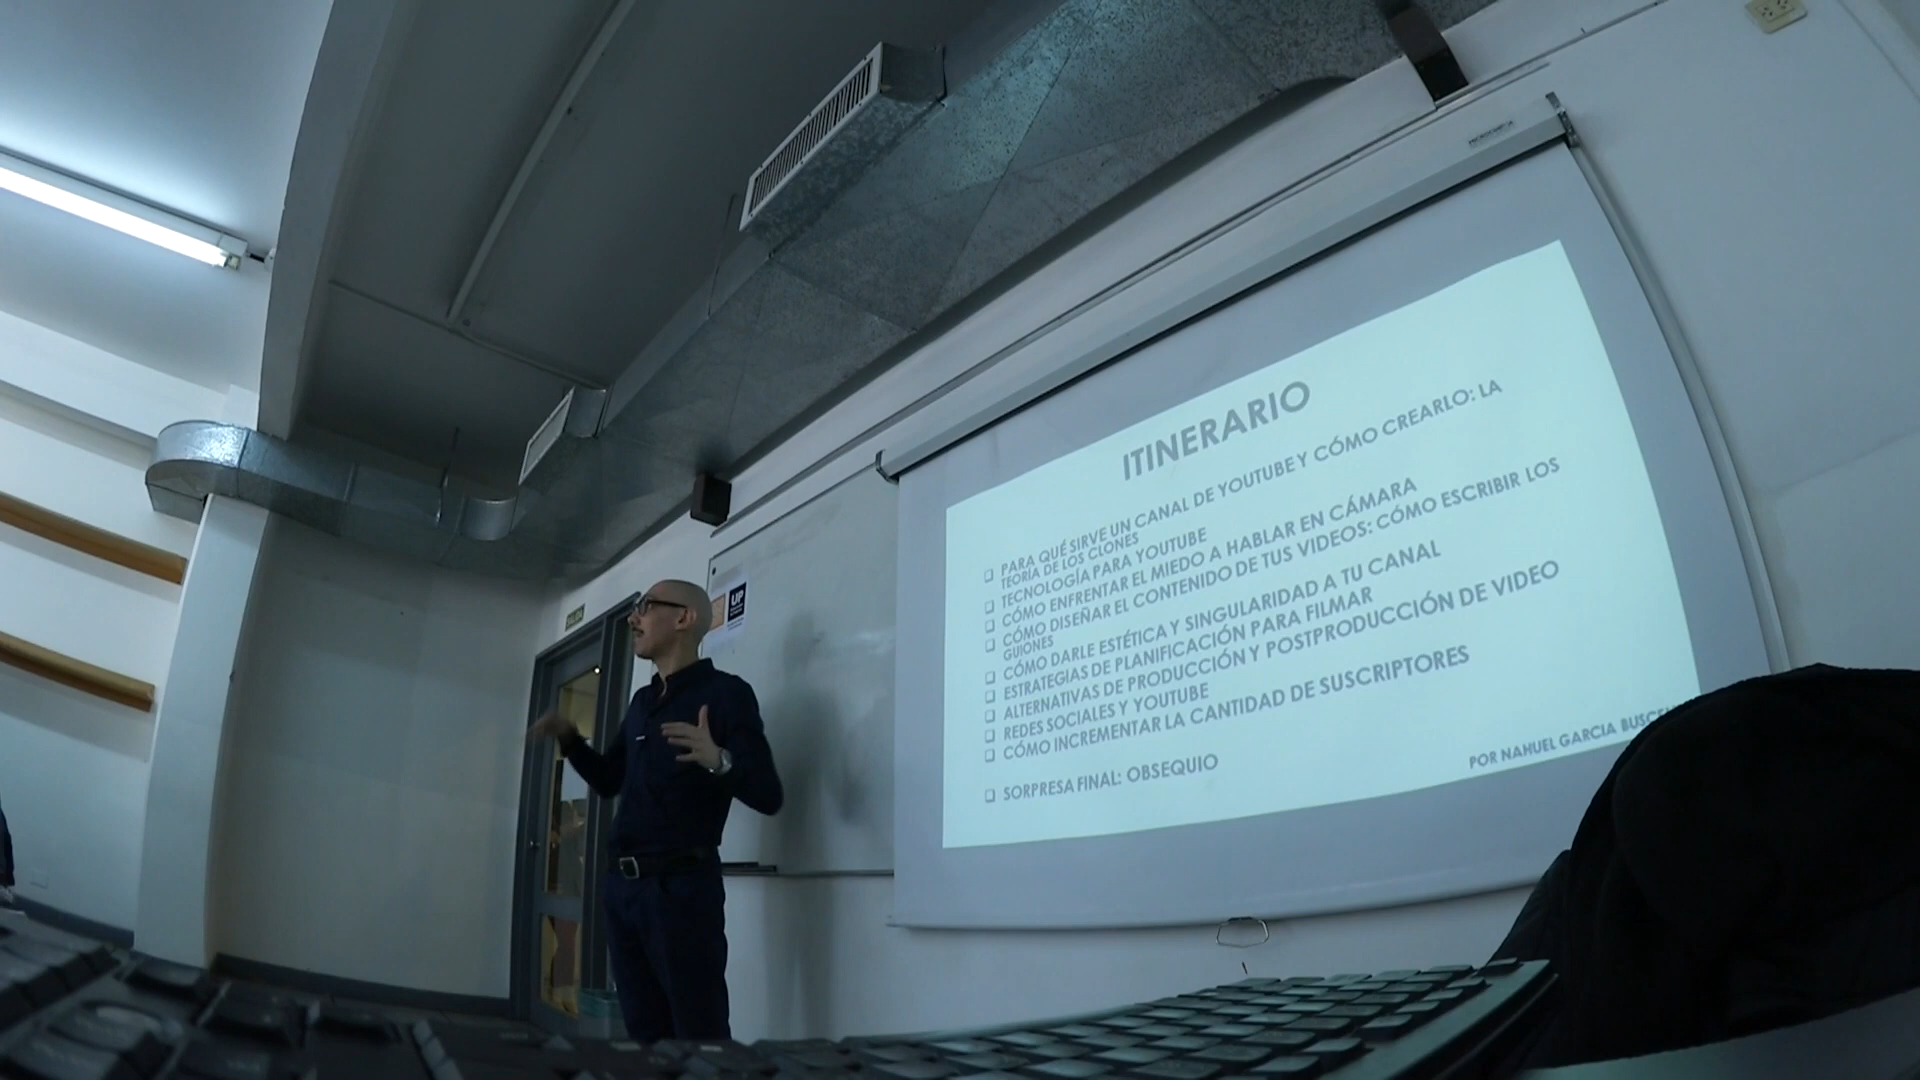 ITINERARIO
PARA QUÉ SIRVE UN CANAL DE YOUTUBE Y CÓMO CREARLO: LA
TEORÍA DE LOS CLONES
TECNOLOGÍA PARA YOUTUBE
CÓMO ENFRENTAR EL MIEDO A HABLAR EN CÁMARA
CÓMO DISEÑAR EL CONTENIDO DE TUS VIDEOS: CÓMO ESCRIBIR LOS
GUIONES
CÓMO DARLE ESTÉTICA Y SINGULARIDAD A TU CANAL
ESTRATEGIAS DE PLANIFICACIÓN PARA FILMAR
ALTERNATIVAS DE PRODUCCIÓN Y POSTPRODUCCIÓN DE VIDEO
REDES SOCIALES Y YOUTUBE
CÓMO INCREMENTAR LA CANTIDAD DE SUSCRIPTORES
SORPRESA FINAL: OBSEQUIO
POR NAHUEL GARCIA
UP